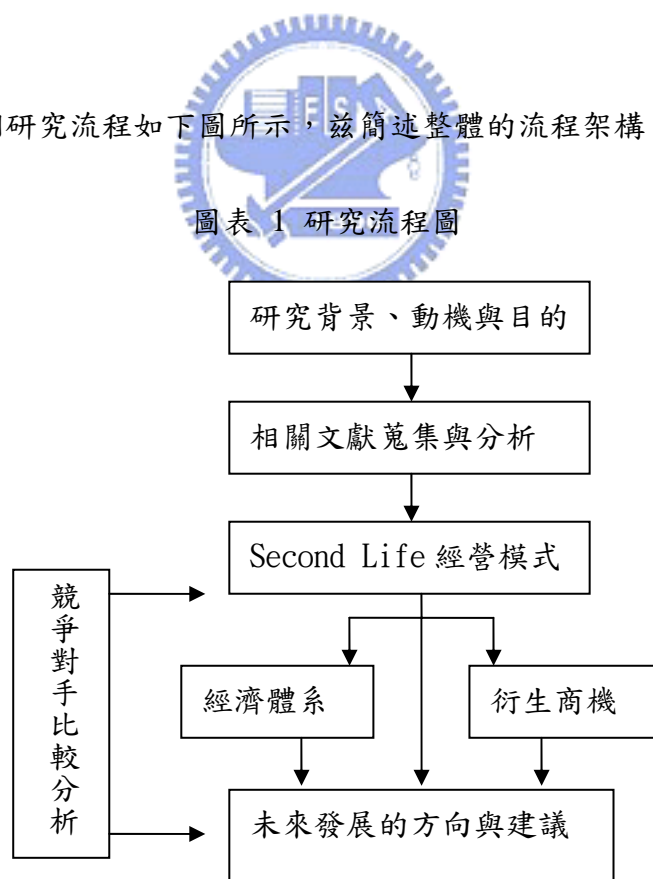 研究流程如下圖所示，茲簡述整體的流程架構
圖表 1 研究流程圖
研究背景、動機與目的
相關文獻蒐集與分析
Second Life 經營模式
競爭對手比較分析
經濟體系
衍生商機
未來發展的方向與建議